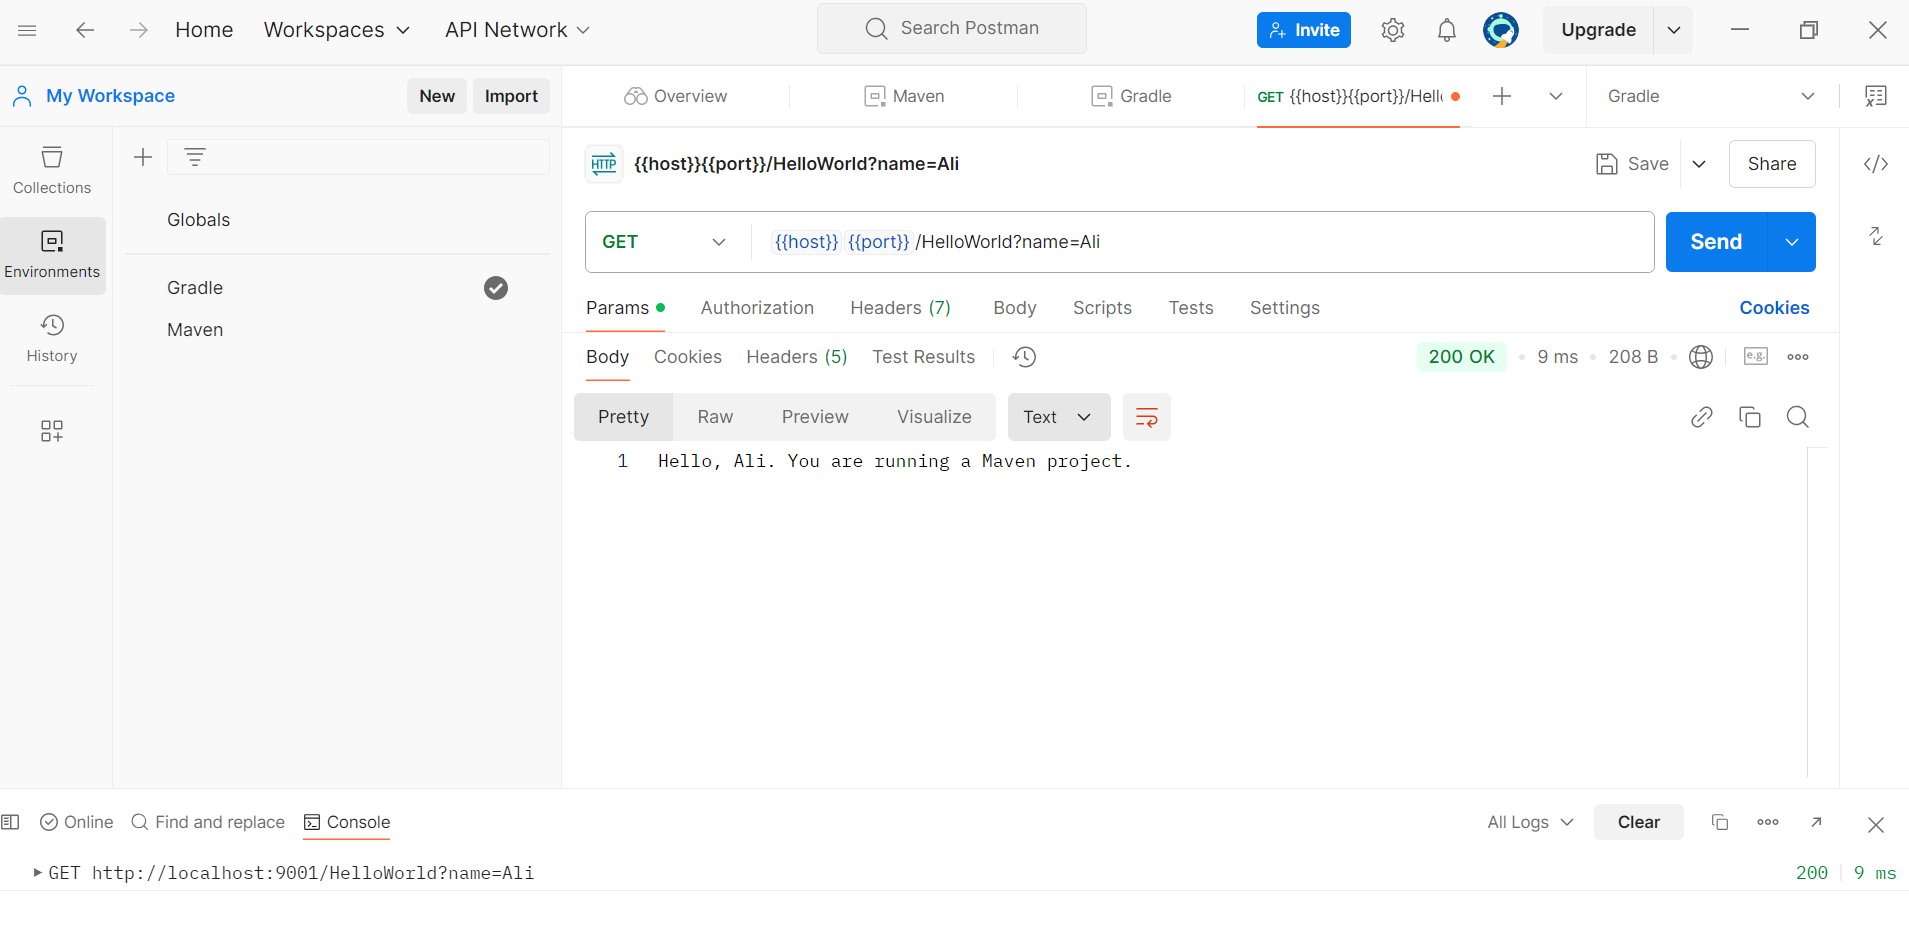 Home Workspaces API Network Search Postman Invite Upgrade
My Workspace New Import Overview Maven Gradle GET {{host}}{{port}}/Hell Gradle
Collections
Environments
History
Globals
Gradle
Maven
HTTP {{host}}{{port}}/HelloWorld?name=Ali Save Share
GET {{host}} {{port}} /HelloWorld?name=Ali Send
Params Authorization Headers (7) Body Scripts Tests Settings Cookies
Body Cookies Headers (5) Test Results 200 OK 9 ms 208 B e.g.
Pretty Raw Preview Visualize Text
1 Hello, Ali. You are running a Maven project.
Online Find and replace Console All Logs Clear
GET http://localhost:9001/HelloWorld?name=Ali 200 9 ms